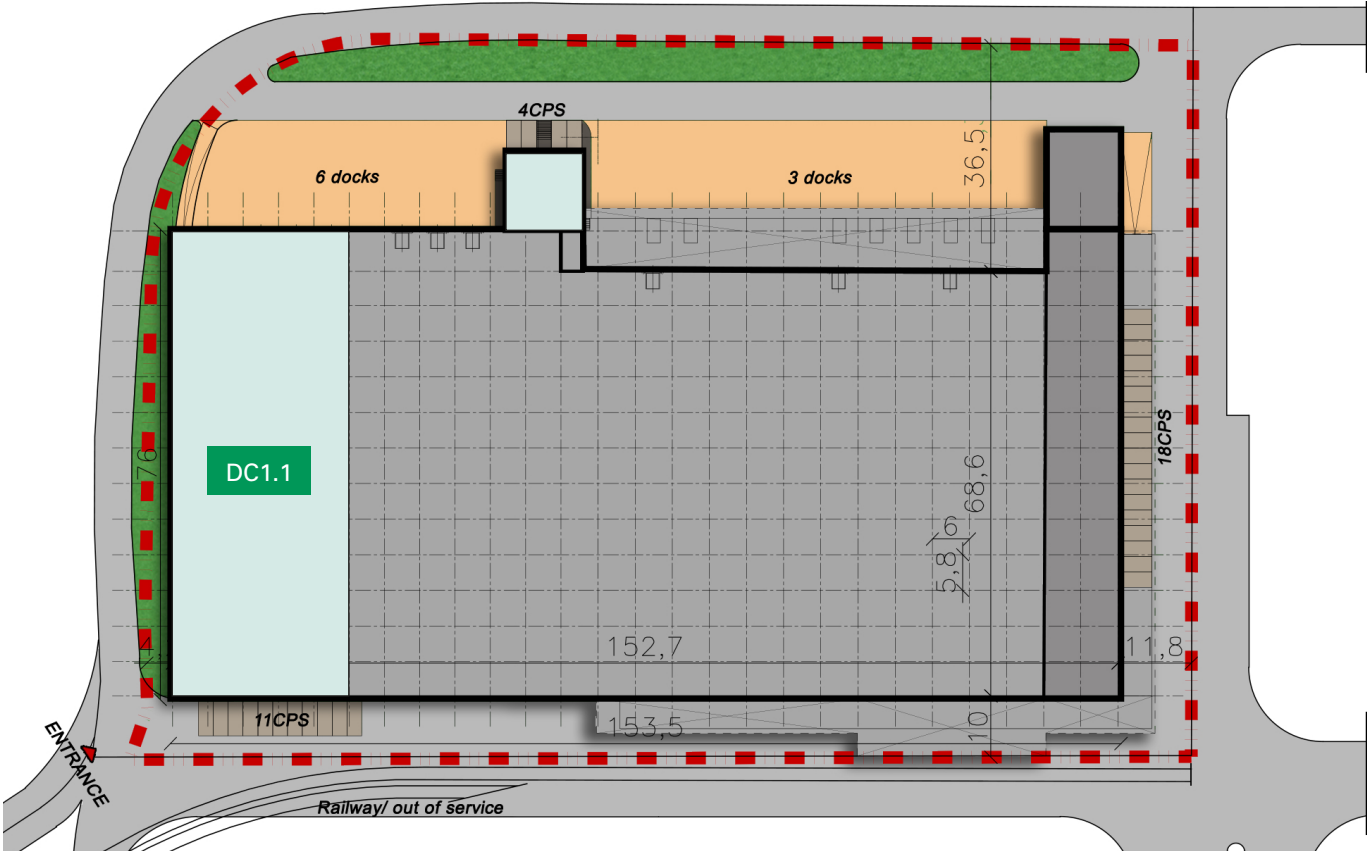 4CPS
36,5
6 docks
3 docks
18CPS
76
DC1.1
68,6
6
5,8
152,7
11,8
11CPS
153,5
10
ENTRANCE
Railway/ out of service